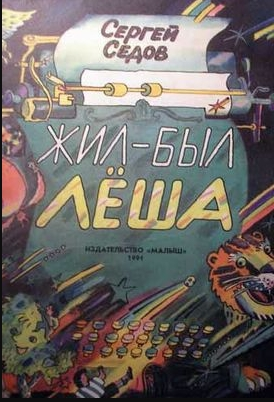 СЕРГЕЙ
СЕДОВ
ЖИЛ-БЫЛ
ЛЁША
ИЗДАТЕЛЬСТВО «МАЛЫШ»
1991